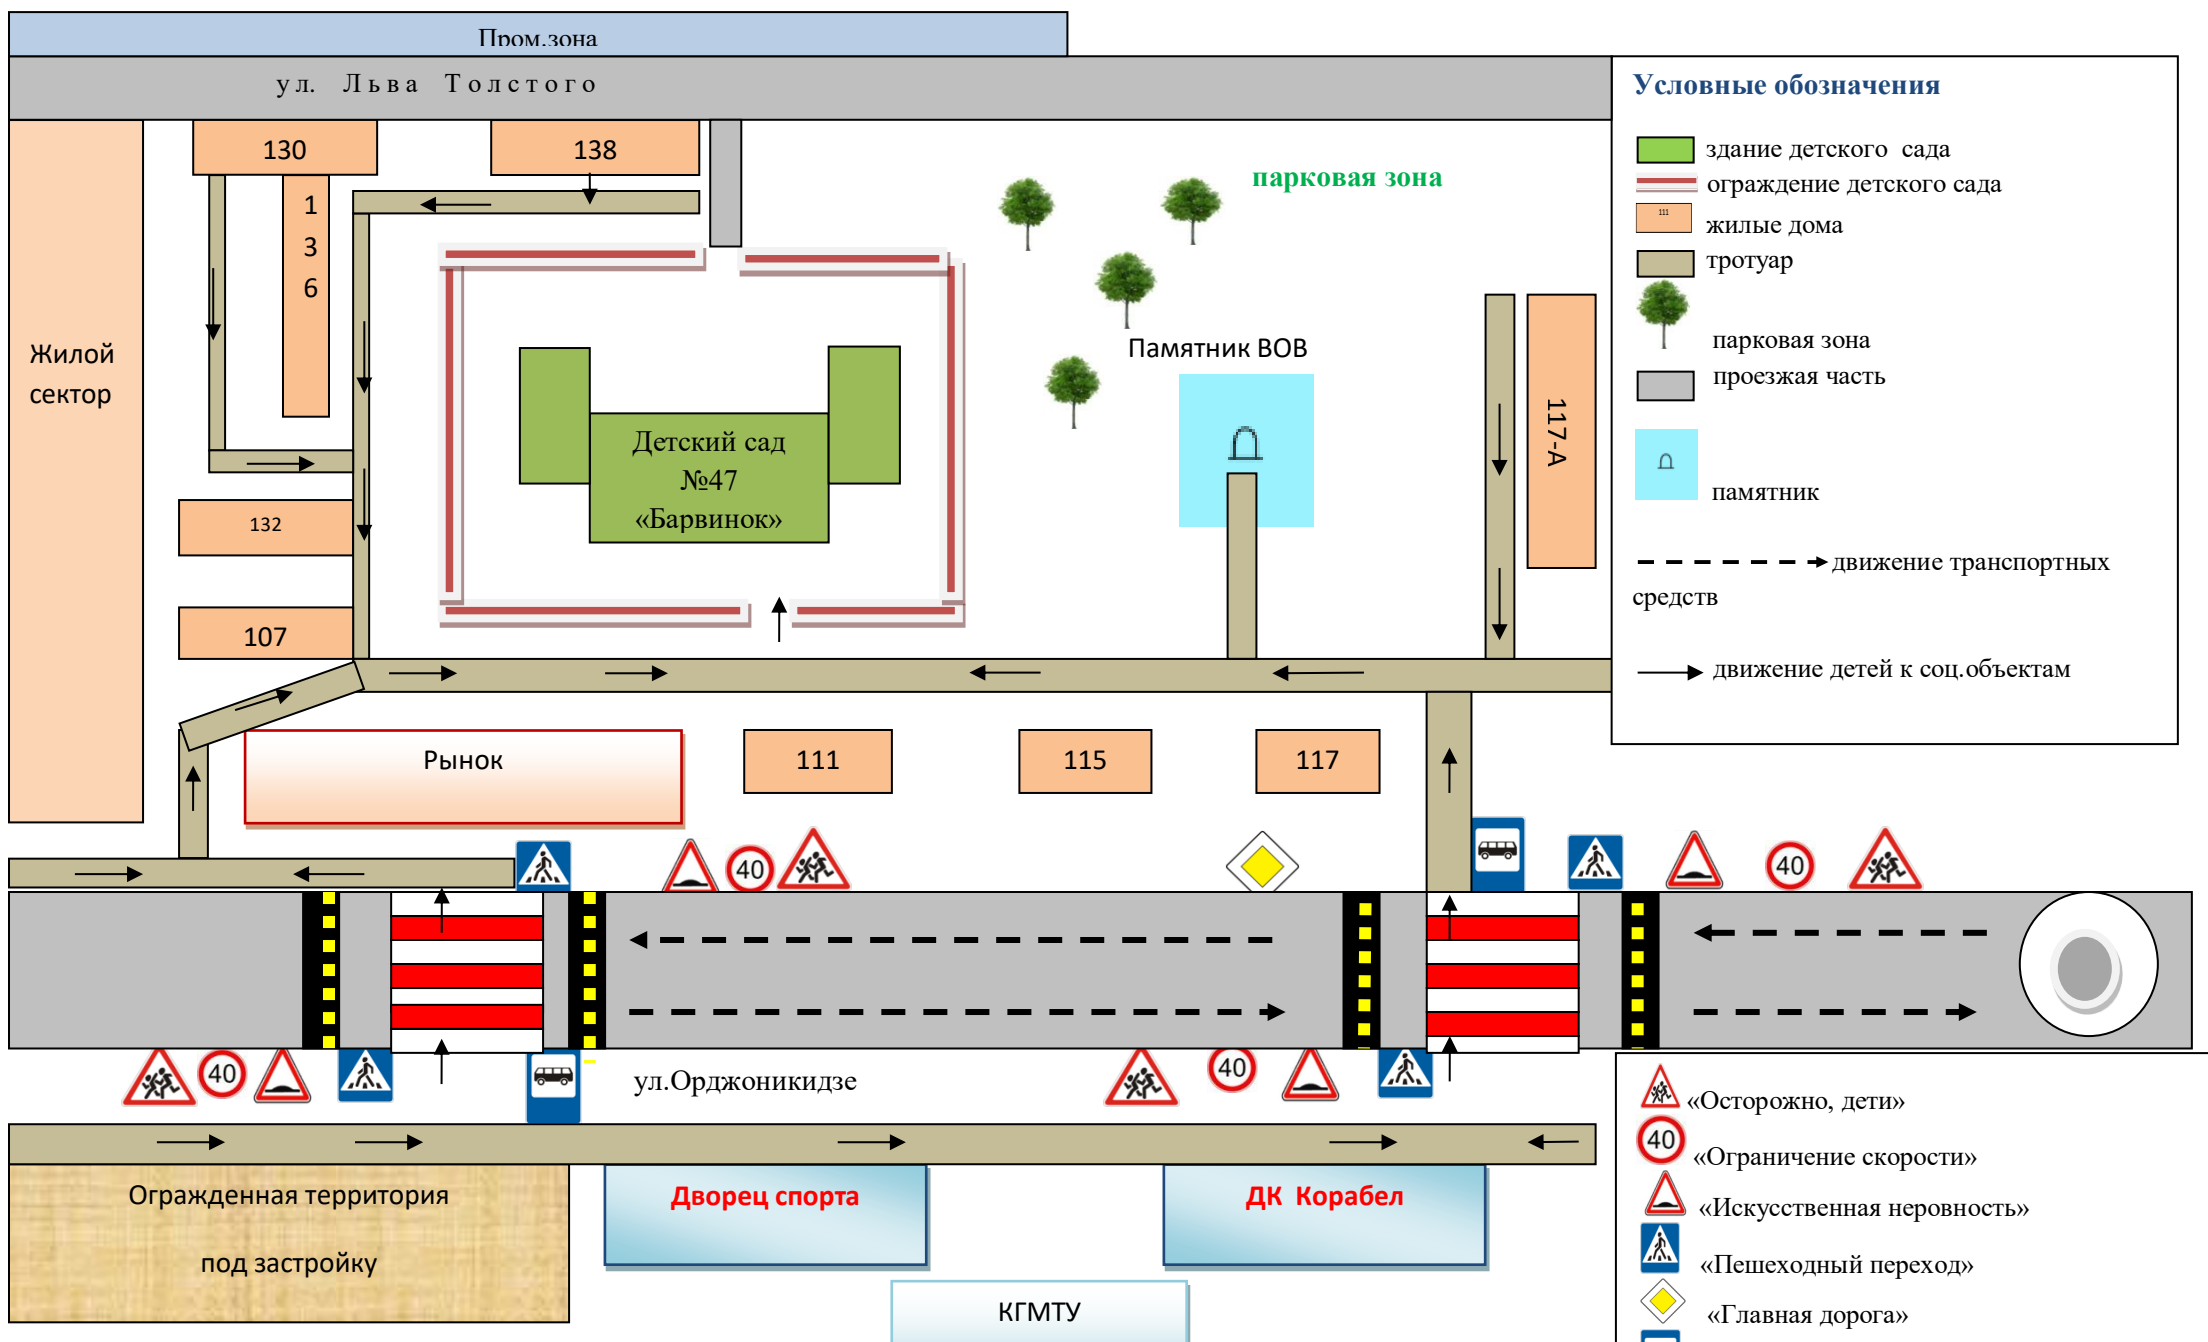 Пром.зона
ул. Льва Толстого
130
138
1
3
6
парковая зона
Жилой
сектор
Памятник ВОВ
117-А
Детский сад
№47
«Барвинок»
132
107
Рынок
111
115
117
40
40
40
40
ул.Орджоникидзе
Огражденная территория
под застройку
Дворец спорта
ДК Корабел
КГМТУ
Условные обозначения
здание детского сада
ограждение детского сада
111
жилые дома
тротуар
парковая зона
проезжая часть
памятник
движение транспортных
средств
движение детей к соц.объектам
«Осторожно, дети»
40
«Ограничение скорости»
«Искусственная неровность»
«Пешеходный переход»
«Главная дорога»